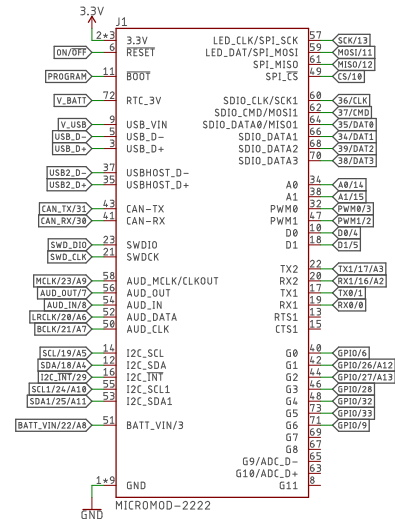 3.3V
J1
2*3 3.3V LED_CLK/SPI_SCK 57 SCK/13
ON/OFF 6 RESET LED_DAT/SPI_MOSI 59 MOSI/11
SPI_MISO 61 MISO/12
PROGRAM 11 BOOT SPI_CS 49 CS/10
V_BATT 72 RTC_3V SDIO_CLK/SCK1 60 36/CLK
SDIO_CMD/MOSI1 62 37/CMD
V_USB 9 USB_VIN SDIO_DATA0/MISO1 64 35/DAT0
USB_D- 5 USB_D- SDIO_DATA1 66 34/DAT1
USB_D+ 3 USB_D+ SDIO_DATA2 68 39/DAT2
SDIO_DATA3 70 38/DAT3
USB2_D- 37 USBHOST_D-
USB2_D+ 35 USBHOST_D+ A0 34 A0/14
A1 38 A1/15
CAN_TX/31 43 CAN-TX PWM0 32 PWM0/3
CAN_RX/30 41 CAN-RX PWM1 47 PWM1/2
D0 10 D0/4
SWD_DIO 23 SWDIO D1 18 D1/5
SWD_CLK 21 SWDCK
TX2 22 TX1/17/A3
MCLK/23/A9 58 AUD_MCLK/CLKOUT RX2 20 RX1/16/A2
AUD_OUT/7 56 AUD_OUT TX1 17 TX0/1
AUD_IN/8 54 AUD_IN RX1 19 RX0/0
LRCLK/20/A6 52 AUD_DATA RTS1 13
BCLK/21/A7 50 AUD_CLK CTS1 15
SCL/19/A5 14 I2C_SCL G0 40 GPIO/6
SDA/18/A4 12 I2C_SDA G1 42 GPIO/26/A12
I2C_INT/29 16 I2C_INT G2 44 GPIO/27/A13
SCL1/24/A10 55 I2C_SCL1 G3 46 GPIO/28
SDA1/25/A11 53 I2C_SDA1 G4 48 GPIO/32
G5 73 GPIO/33
BATT_VIN/22/A8 51 BATT_VIN/3 G6 71 GPIO/9
G7 69
G8 67
G9/ADC_D- 65
G10/ADC_D+ 63
1*9 GND G11 8
MICROMOD-2222
GND